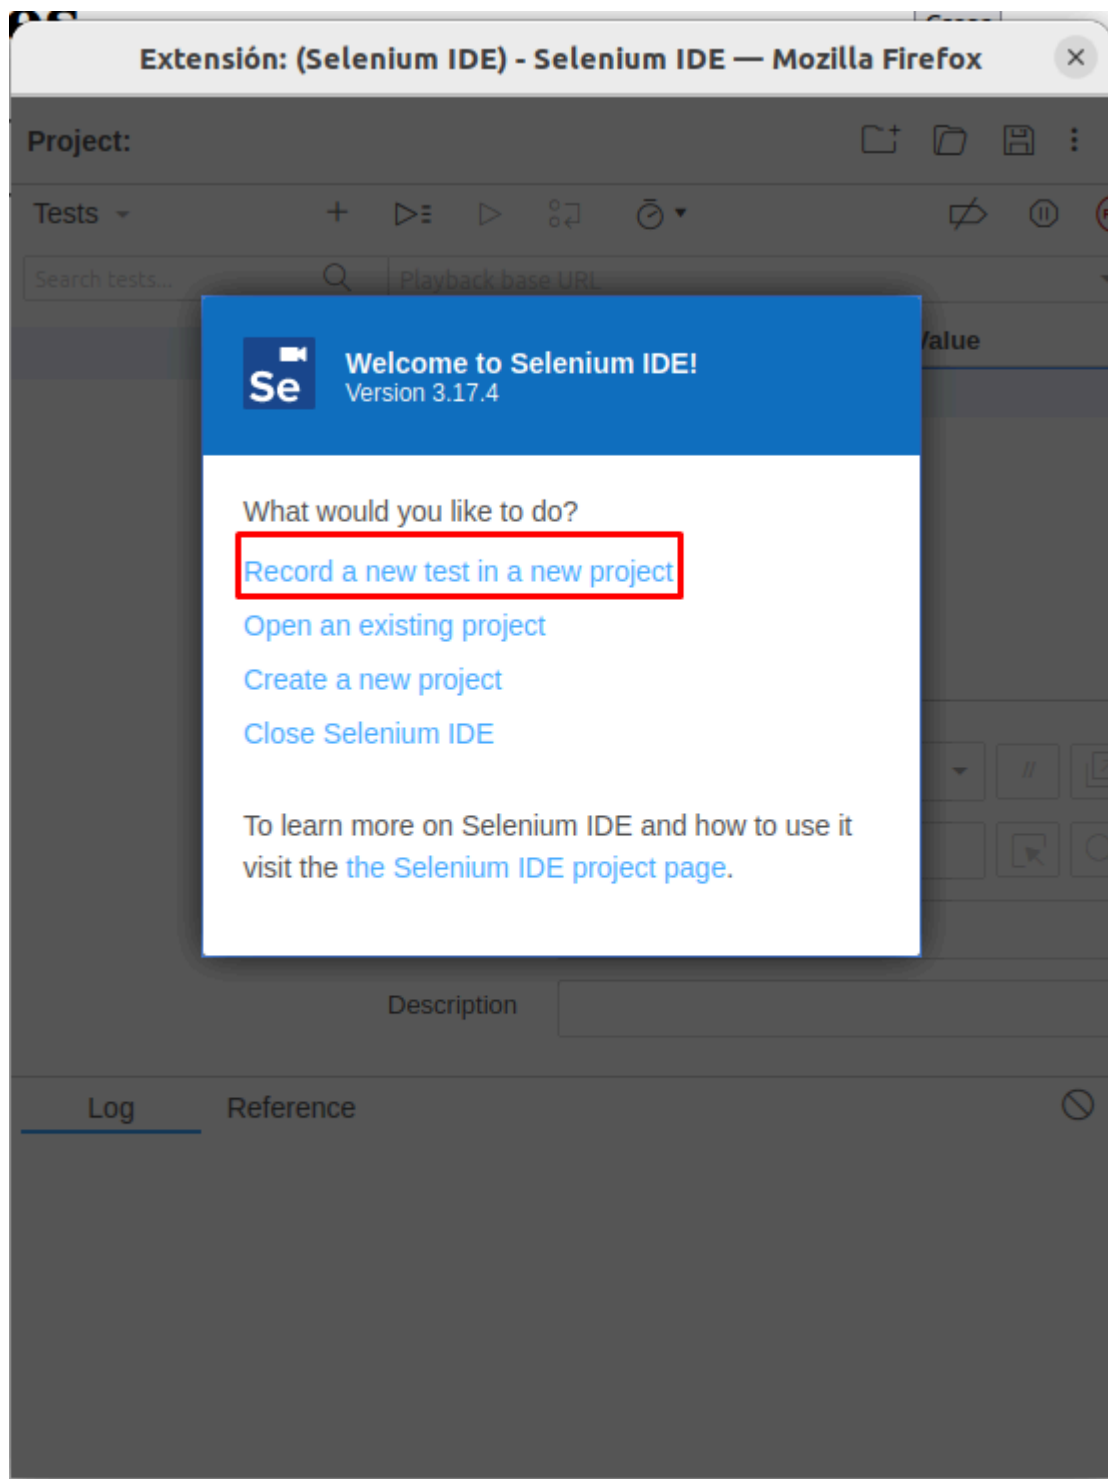 Extensión: (Selenium IDE) - Selenium IDE — Mozilla Firefox
Project:
Tests
Search tests...
Playback base URL
Value
Se
Welcome to Selenium IDE!
Version 3.17.4
What would you like to do?
Record a new test in a new project
Open an existing project
Create a new project
Close Selenium IDE
//
To learn more on Selenium IDE and how to use it
visit the the Selenium IDE project page.
Description
Log Reference